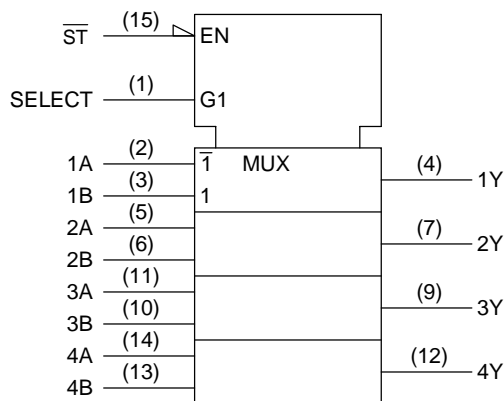 S̅T̅ (15) EN
SELECT (1) G1
1A (2) 1̅ MUX (4) 1Y
1B (3) 1
2A (5) (7) 2Y
2B (6)
3A (11) (9) 3Y
3B (10)
4A (14) (12) 4Y
4B (13)